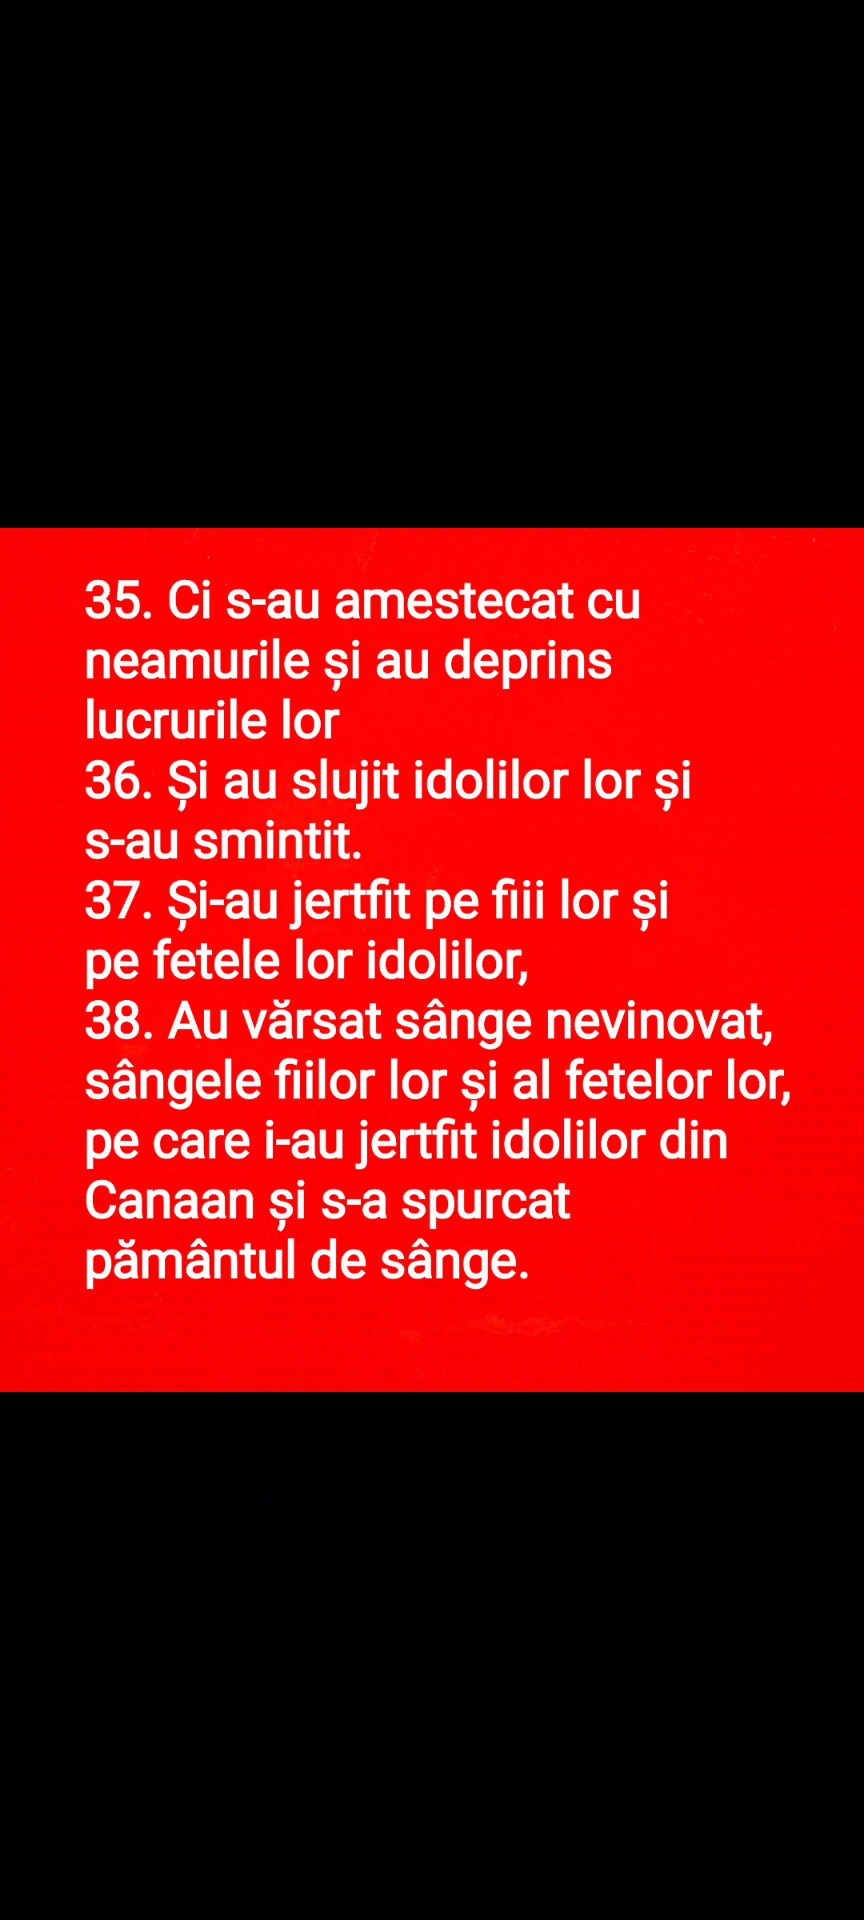 35. Ci s-au amestecat cu
neamurile și au deprins
lucrurile lor
36. Și au slujit idolilor lor și
s-au smintit.
37. Și-au jertfit pe fiii lor și
pe fetele lor idolilor,
38. Au vărsat sânge nevinovat,
sângele fiilor lor și al fetelor lor,
pe care i-au jertfit idolilor din
Canaan și s-a spurcat
pământul de sânge.